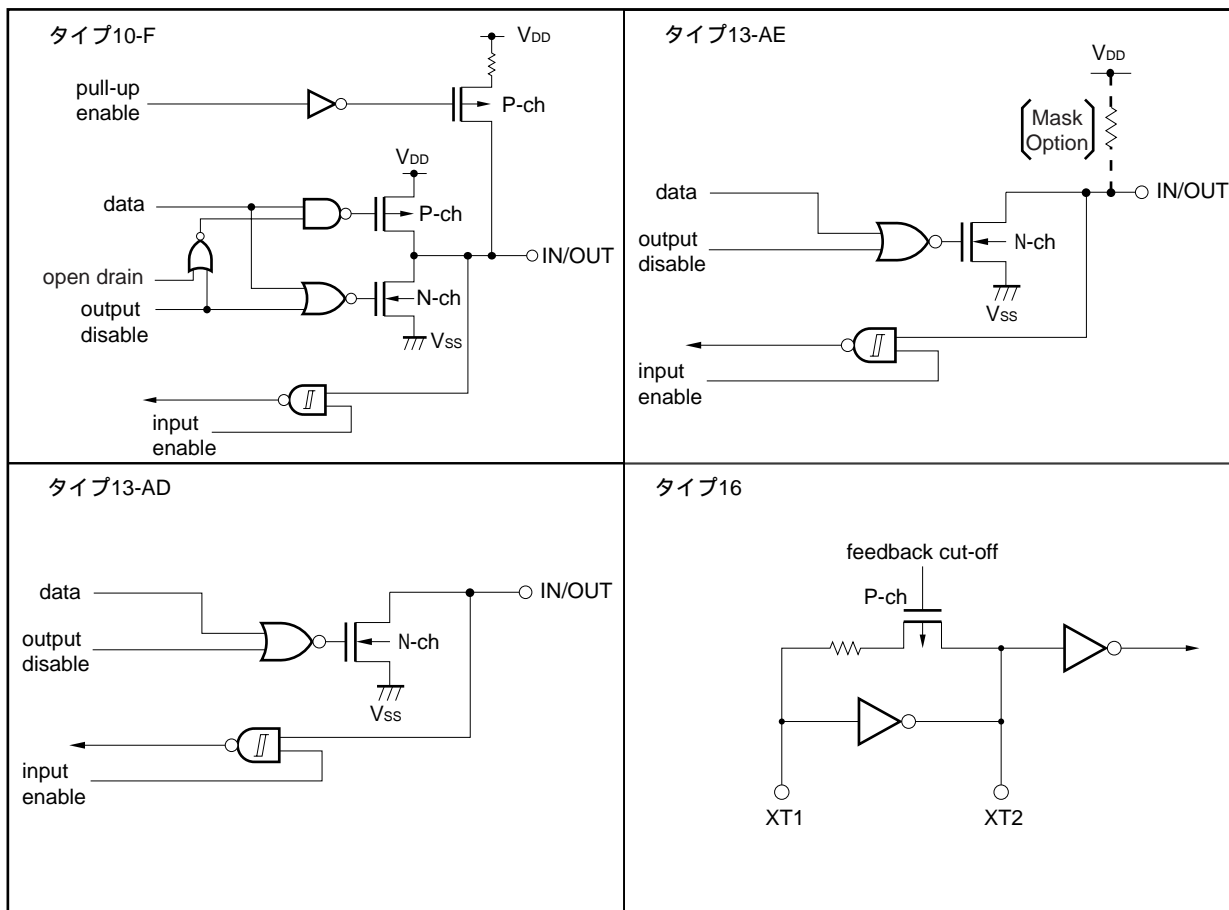 タイプ10-F
VDD
pull-up
enable
P-ch
VDD
data
P-ch
IN/OUT
open drain
output
disable
N-ch
VSS
input
enable
タイプ13-AE
VDD
Mask
Option
data
IN/OUT
output
disable
N-ch
VSS
input
enable
タイプ13-AD
data
IN/OUT
output
disable
N-ch
VSS
input
enable
タイプ16
feedback cut-off
P-ch
XT1
XT2